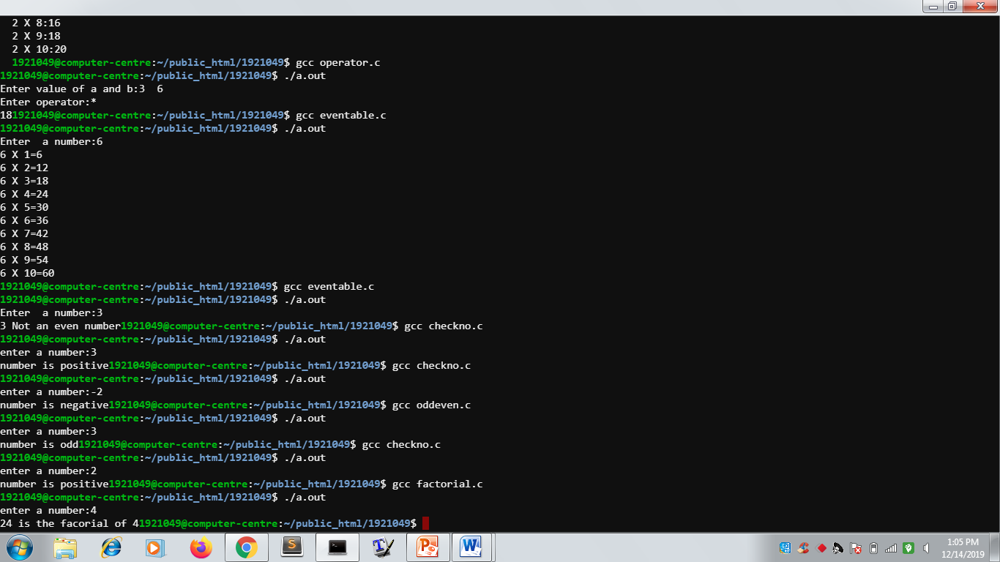 2 X 8:16
2 X 9:18
2 X 10:20
1921049@computer-centre:~/public_html/1921049$ gcc operator.c
1921049@computer-centre:~/public_html/1921049$ ./a.out
Enter value of a and b:3  6
Enter operator:*
181921049@computer-centre:~/public_html/1921049$ gcc eventable.c
1921049@computer-centre:~/public_html/1921049$ ./a.out
Enter  a number:6
6 X 1=6
6 X 2=12
6 X 3=18
6 X 4=24
6 X 5=30
6 X 6=36
6 X 7=42
6 X 8=48
6 X 9=54
6 X 10=60
1921049@computer-centre:~/public_html/1921049$ gcc eventable.c
1921049@computer-centre:~/public_html/1921049$ ./a.out
Enter  a number:3
3 Not an even number1921049@computer-centre:~/public_html/1921049$ gcc checkno.c
1921049@computer-centre:~/public_html/1921049$ ./a.out
enter a number:3
number is positive1921049@computer-centre:~/public_html/1921049$ gcc checkno.c
1921049@computer-centre:~/public_html/1921049$ ./a.out
enter a number:-2
number is negative1921049@computer-centre:~/public_html/1921049$ gcc oddeven.c
1921049@computer-centre:~/public_html/1921049$ ./a.out
enter a number:3
number is odd1921049@computer-centre:~/public_html/1921049$ gcc checkno.c
1921049@computer-centre:~/public_html/1921049$ ./a.out
enter a number:2
number is positive1921049@computer-centre:~/public_html/1921049$ gcc factorial.c
1921049@computer-centre:~/public_html/1921049$ ./a.out
enter a number:4
24 is the facorial of 41921049@computer-centre:~/public_html/1921049$
1:05 PM
12/14/2019